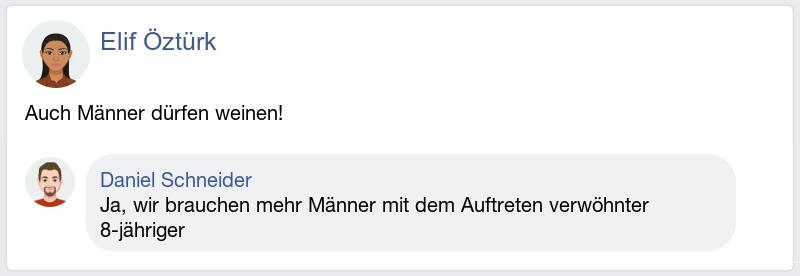 Elif Öztürk
Auch Männer dürfen weinen!
Daniel Schneider
Ja, wir brauchen mehr Männer mit dem Auftreten verwöhnter
8-jähriger